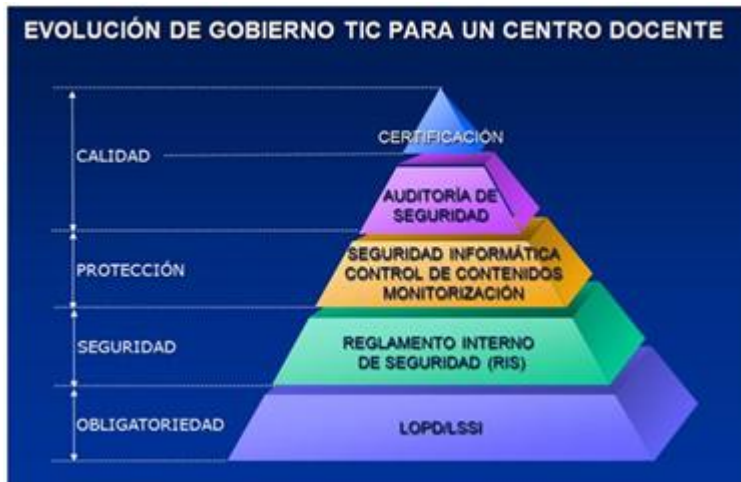 EVOLUCIÓN DE GOBIERNO TIC PARA UN CENTRO DOCENTE
CERTIFICACIÓN
CALIDAD
AUDITORÍA DE
SEGURIDAD
PROTECCIÓN
SEGURIDAD INFORMÁTICA
CONTROL DE CONTENIDOS
MONITORIZACIÓN
SEGURIDAD
REGLAMENTO INTERNO
DE SEGURIDAD (RIS)
OBLIGATORIEDAD
LOPD/LSSI